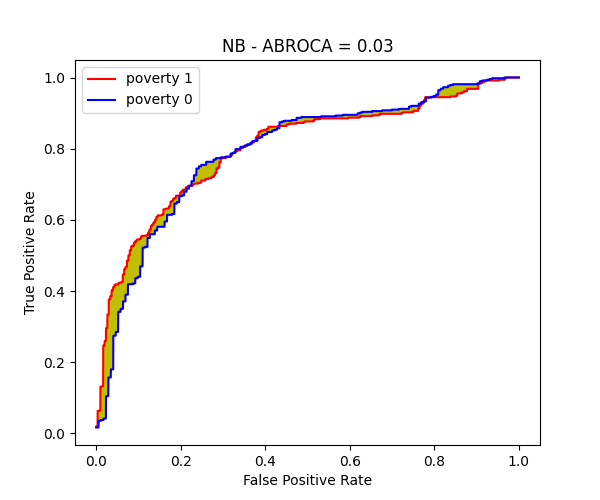 NB - ABROCA = 0.03
poverty 1
poverty 0
1.0
0.8
0.6
0.4
0.2
0.0
True Positive Rate
0.0 0.2 0.4 0.6 0.8 1.0
False Positive Rate